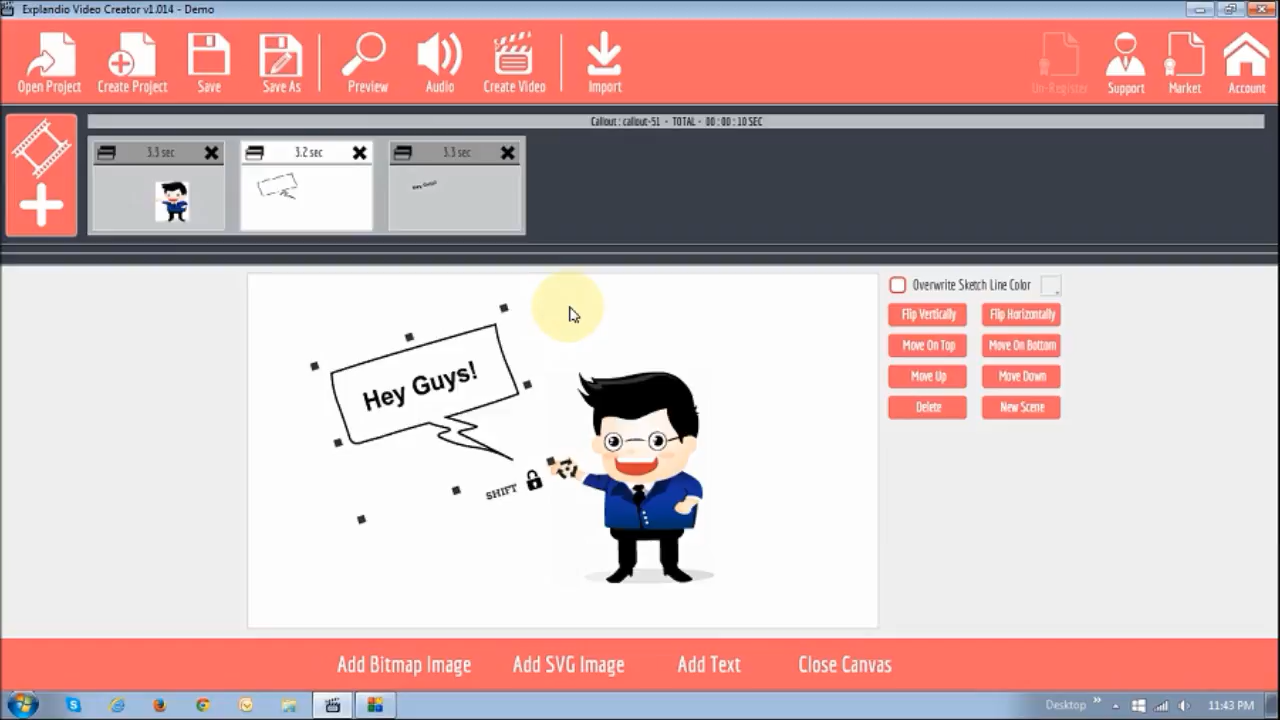 Explandio Video Creator v1.014 - Demo
Open Project
Create Project
Save
Save As
Preview
Audio
Create Video
Import
Un-Register
Support
Market
Account
Callout : callout-51 - TOTAL - 00 : 00 : 10 SEC
3.3 sec
3.2 sec
3.3 sec
Hey Guys!
Hey Guys!
SHIFT
Overwrite Sketch Line Color
Flip Vertically
Flip Horizontally
Move On Top
Move On Bottom
Move Up
Move Down
Delete
New Scene
Add Bitmap Image
Add SVG Image
Add Text
Close Canvas
Desktop
11:43 PM